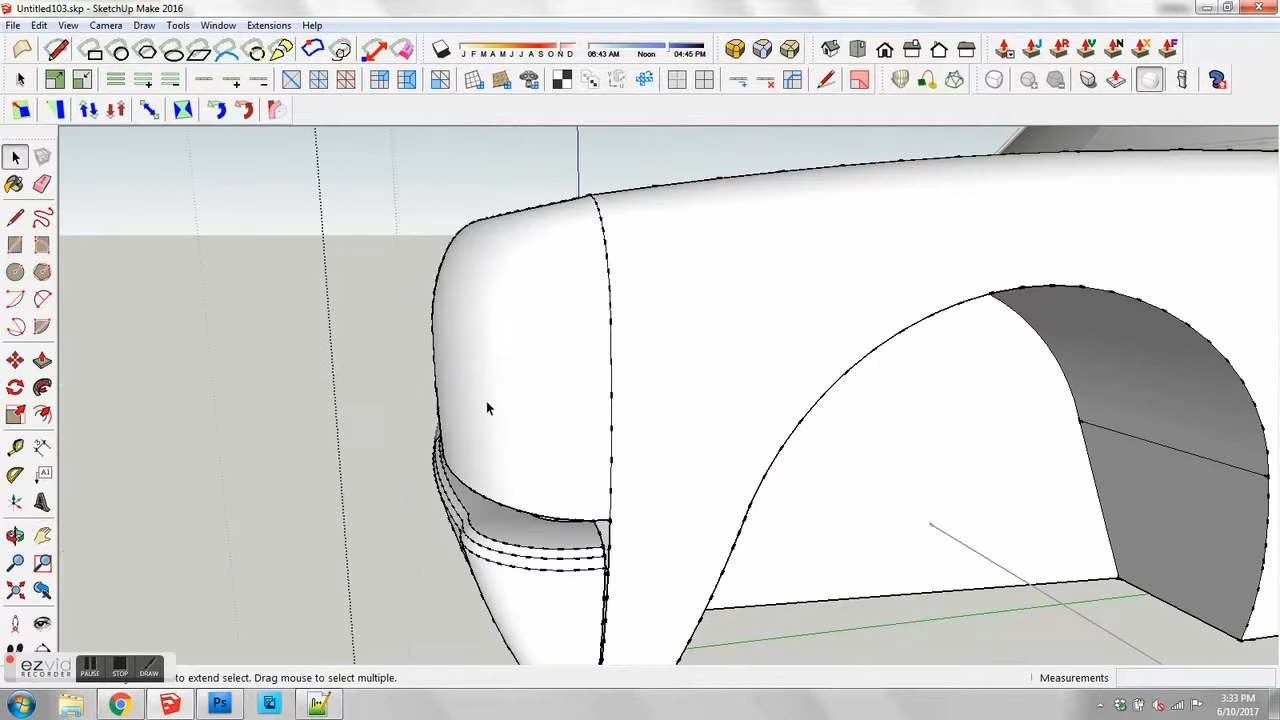 Untitled103.skp - SketchUp Make 2016
File Edit View Camera Draw Tools Window Extensions Help
J F M A M J J A S O N D 06:43 AM Noon 04:45 PM
J R V N X F
A1
ezvid
RECORDER
PAUSE STOP DRAW
to extend select. Drag mouse to select multiple.
Measurements
Ps
3:33 PM
6/10/2017